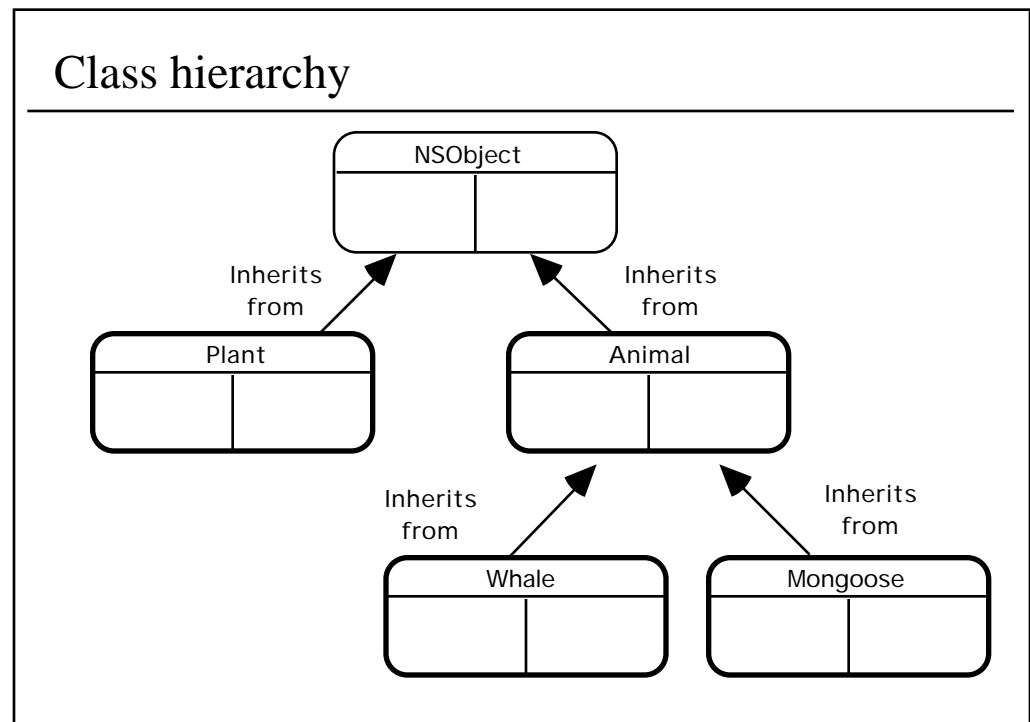 Class hierarchy
NSObject
Inherits
from
Inherits
from
Plant
Animal
Inherits
from
Inherits
from
Whale
Mongoose